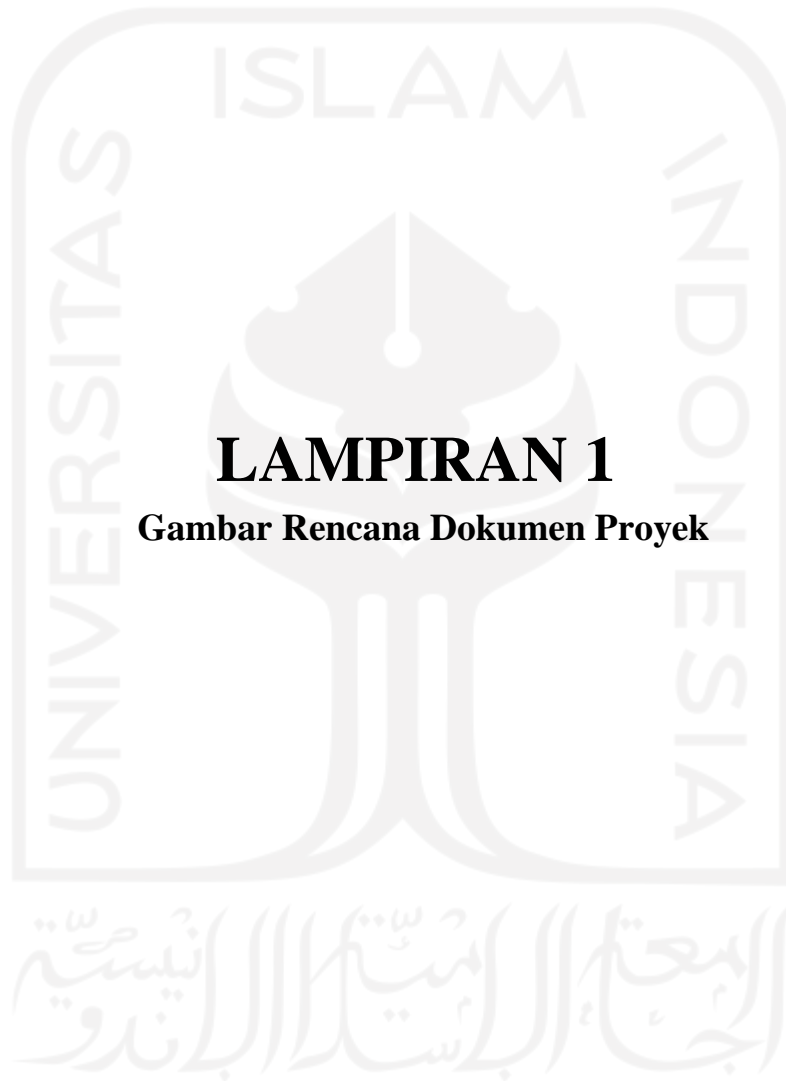 ISLAM
UNIVERSITAS
INDONESIA
LAMPIRAN 1
Gambar Rencana Dokumen Proyek